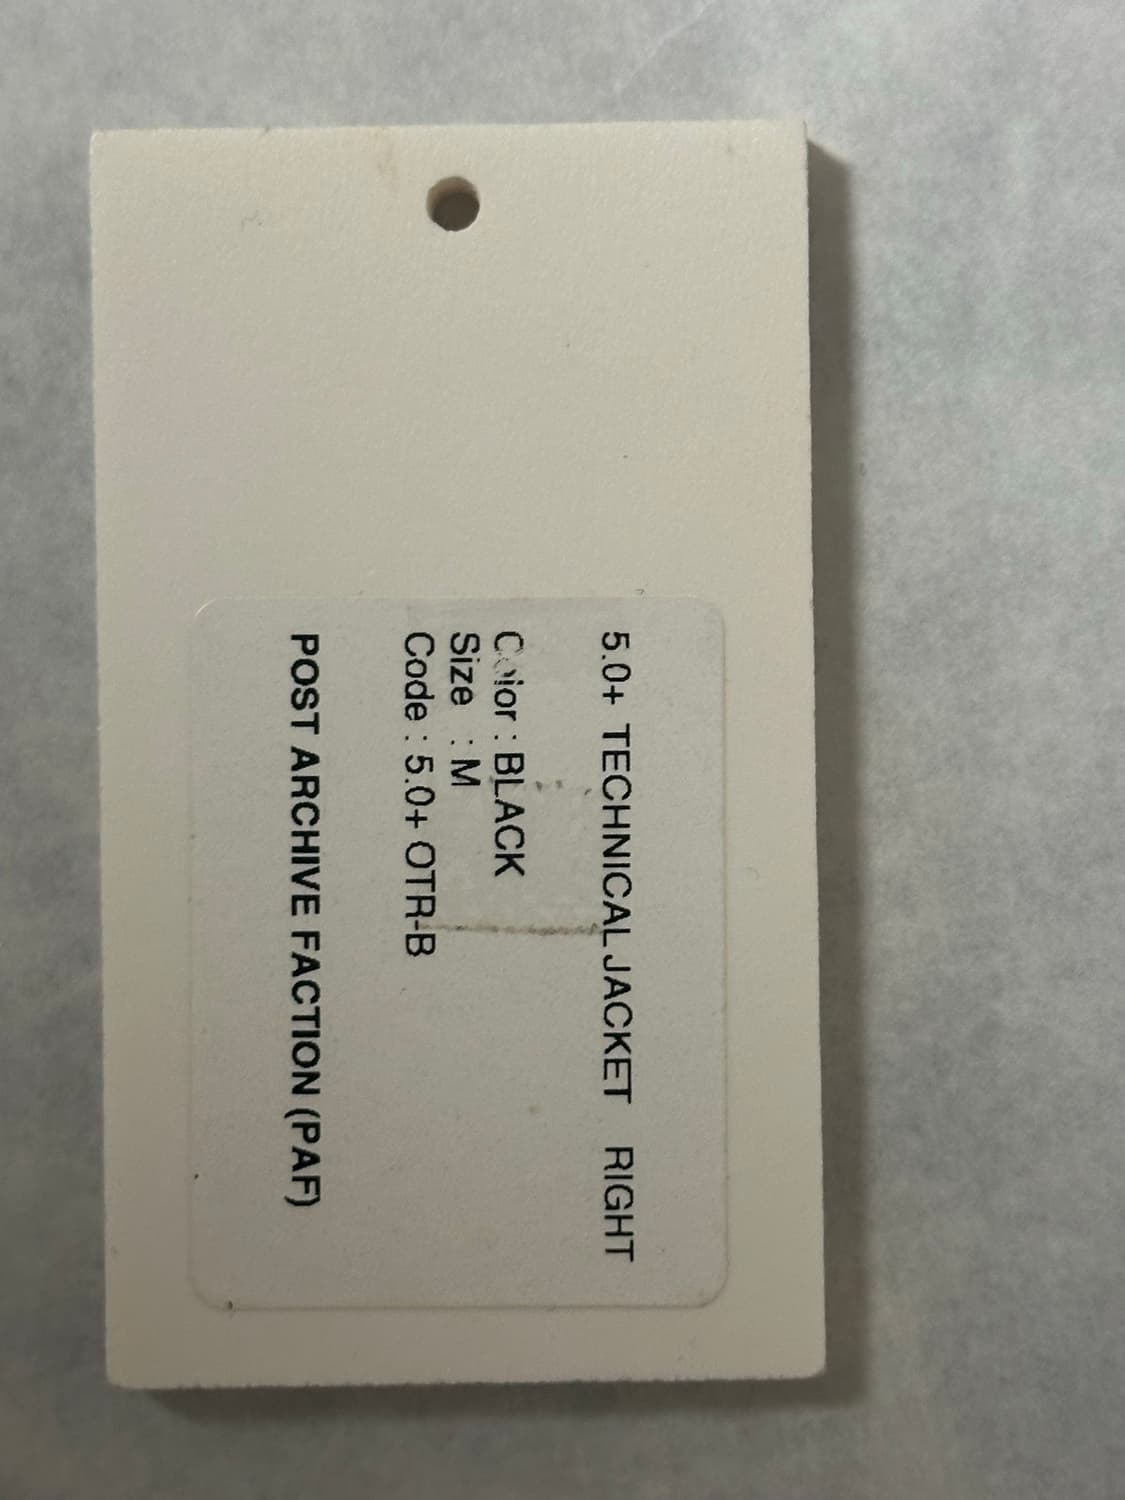 5.0+ TECHNICAL JACKET RIGHT
Color : BLACK
Size : M
Code : 5.0+ OTR-B
POST ARCHIVE FACTION (PAF)